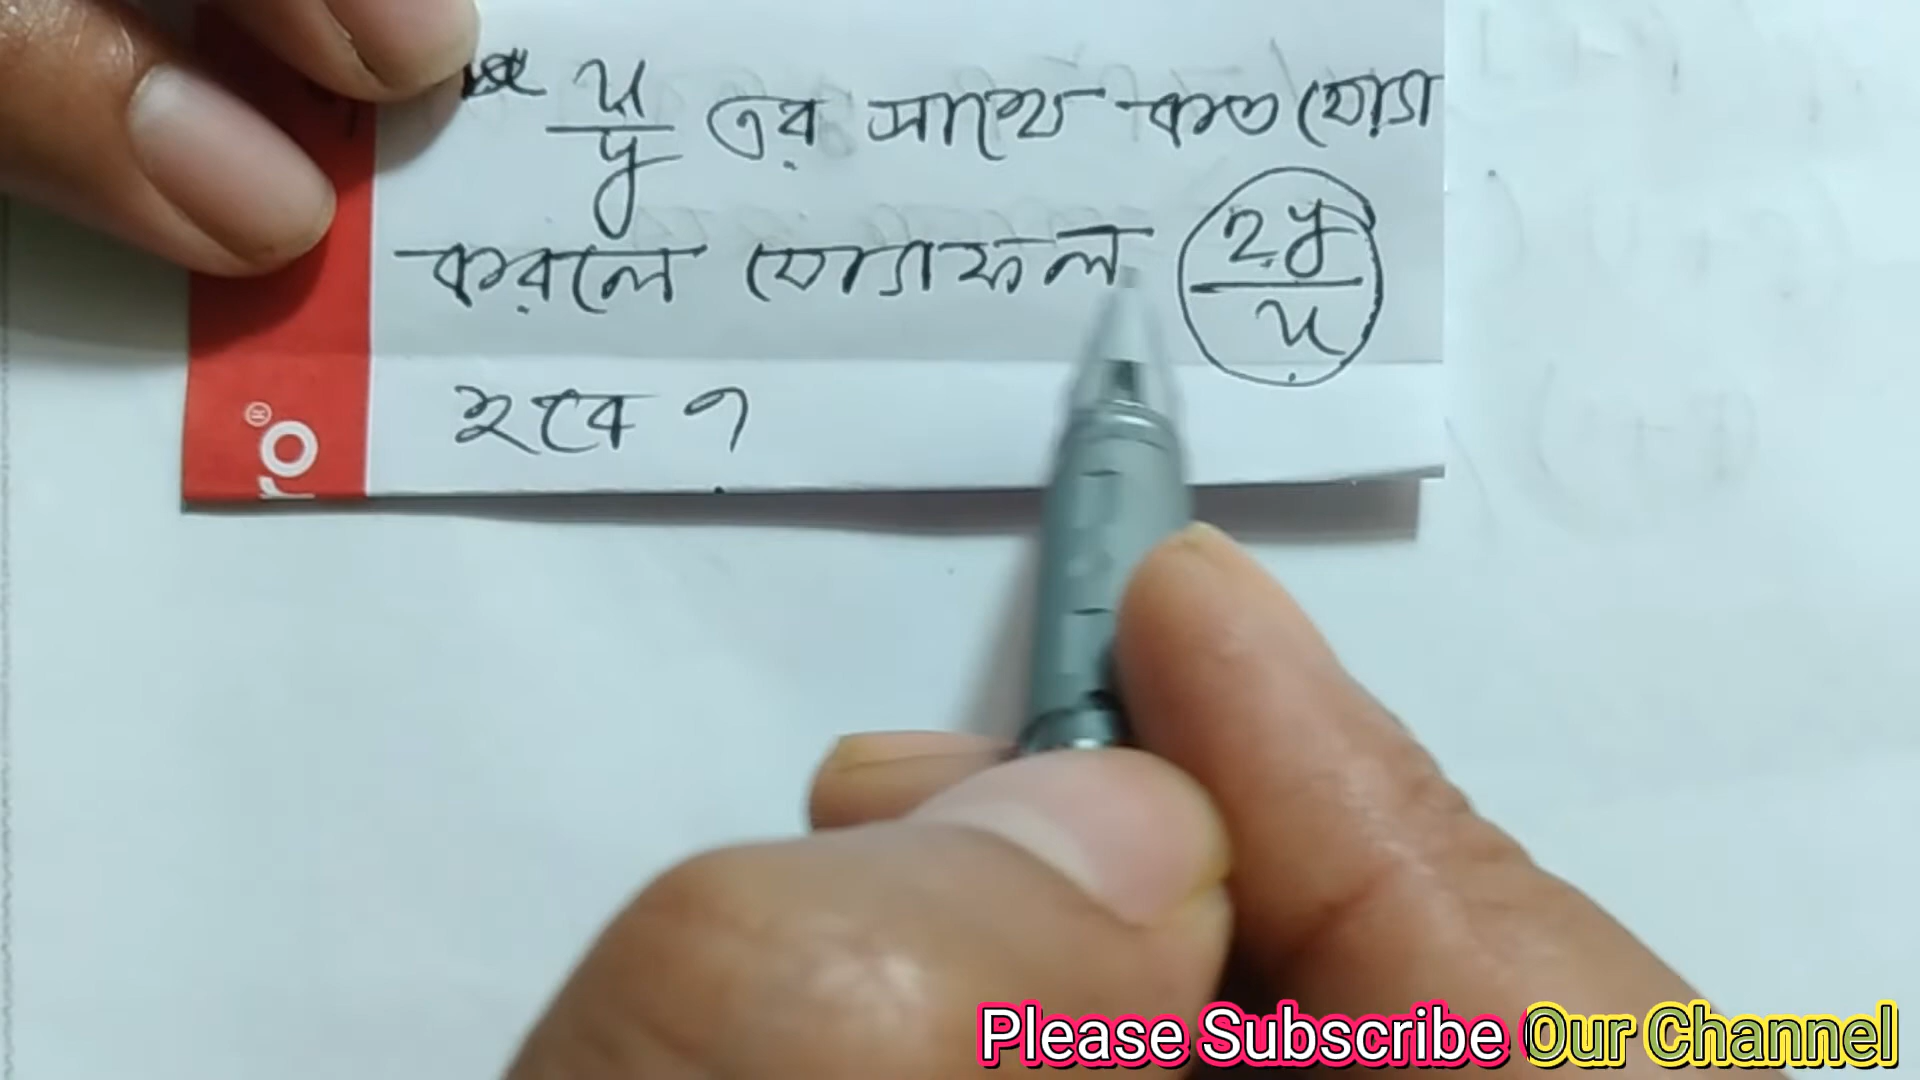 x/y এর সাথে কত যোগ
করলে যোগফল 2y/x
হবে ?
ro®
Please Subscribe Our Channel